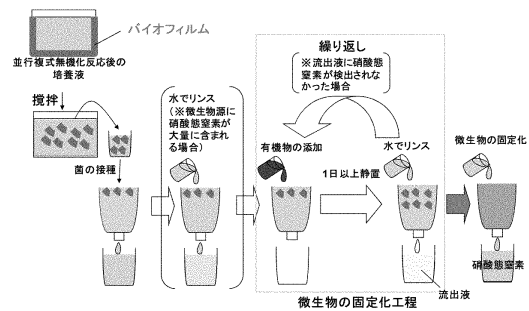 バイオフィルム
並行複式無機化反応後の
培養液
撹拌
菌の接種
水でリンス
(※微生物源に
硝酸態窒素が
大量に含まれ
る場合)
繰り返し
※流出液に硝酸態
窒素が検出されな
かった場合
有機物の添加
水でリンス
1日以上静置
微生物の固定化
硝酸態窒素
流出液
微生物の固定化工程